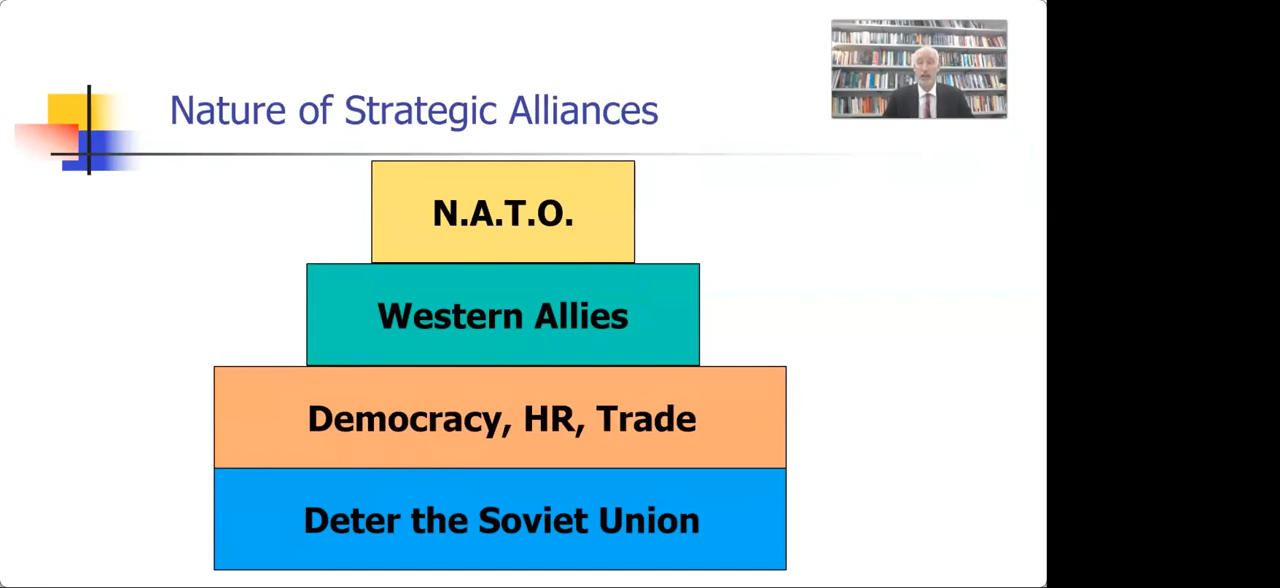 Nature of Strategic Alliances
N.A.T.O.
Western Allies
Democracy, HR, Trade
Deter the Soviet Union